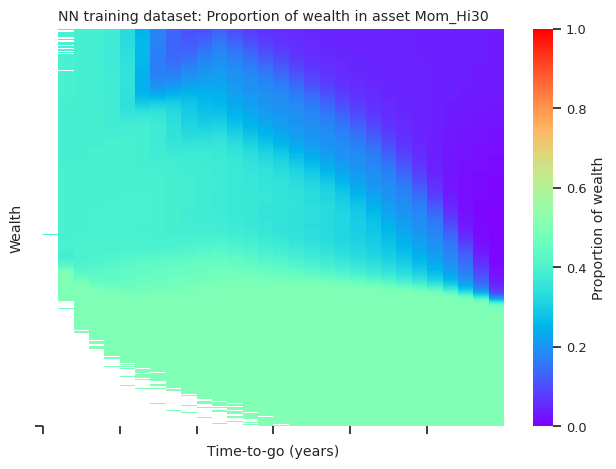 NN training dataset: Proportion of wealth in asset Mom_Hi30
Wealth
Time-to-go (years)
1.0
0.8
0.6
0.4
0.2
0.0
Proportion of wealth